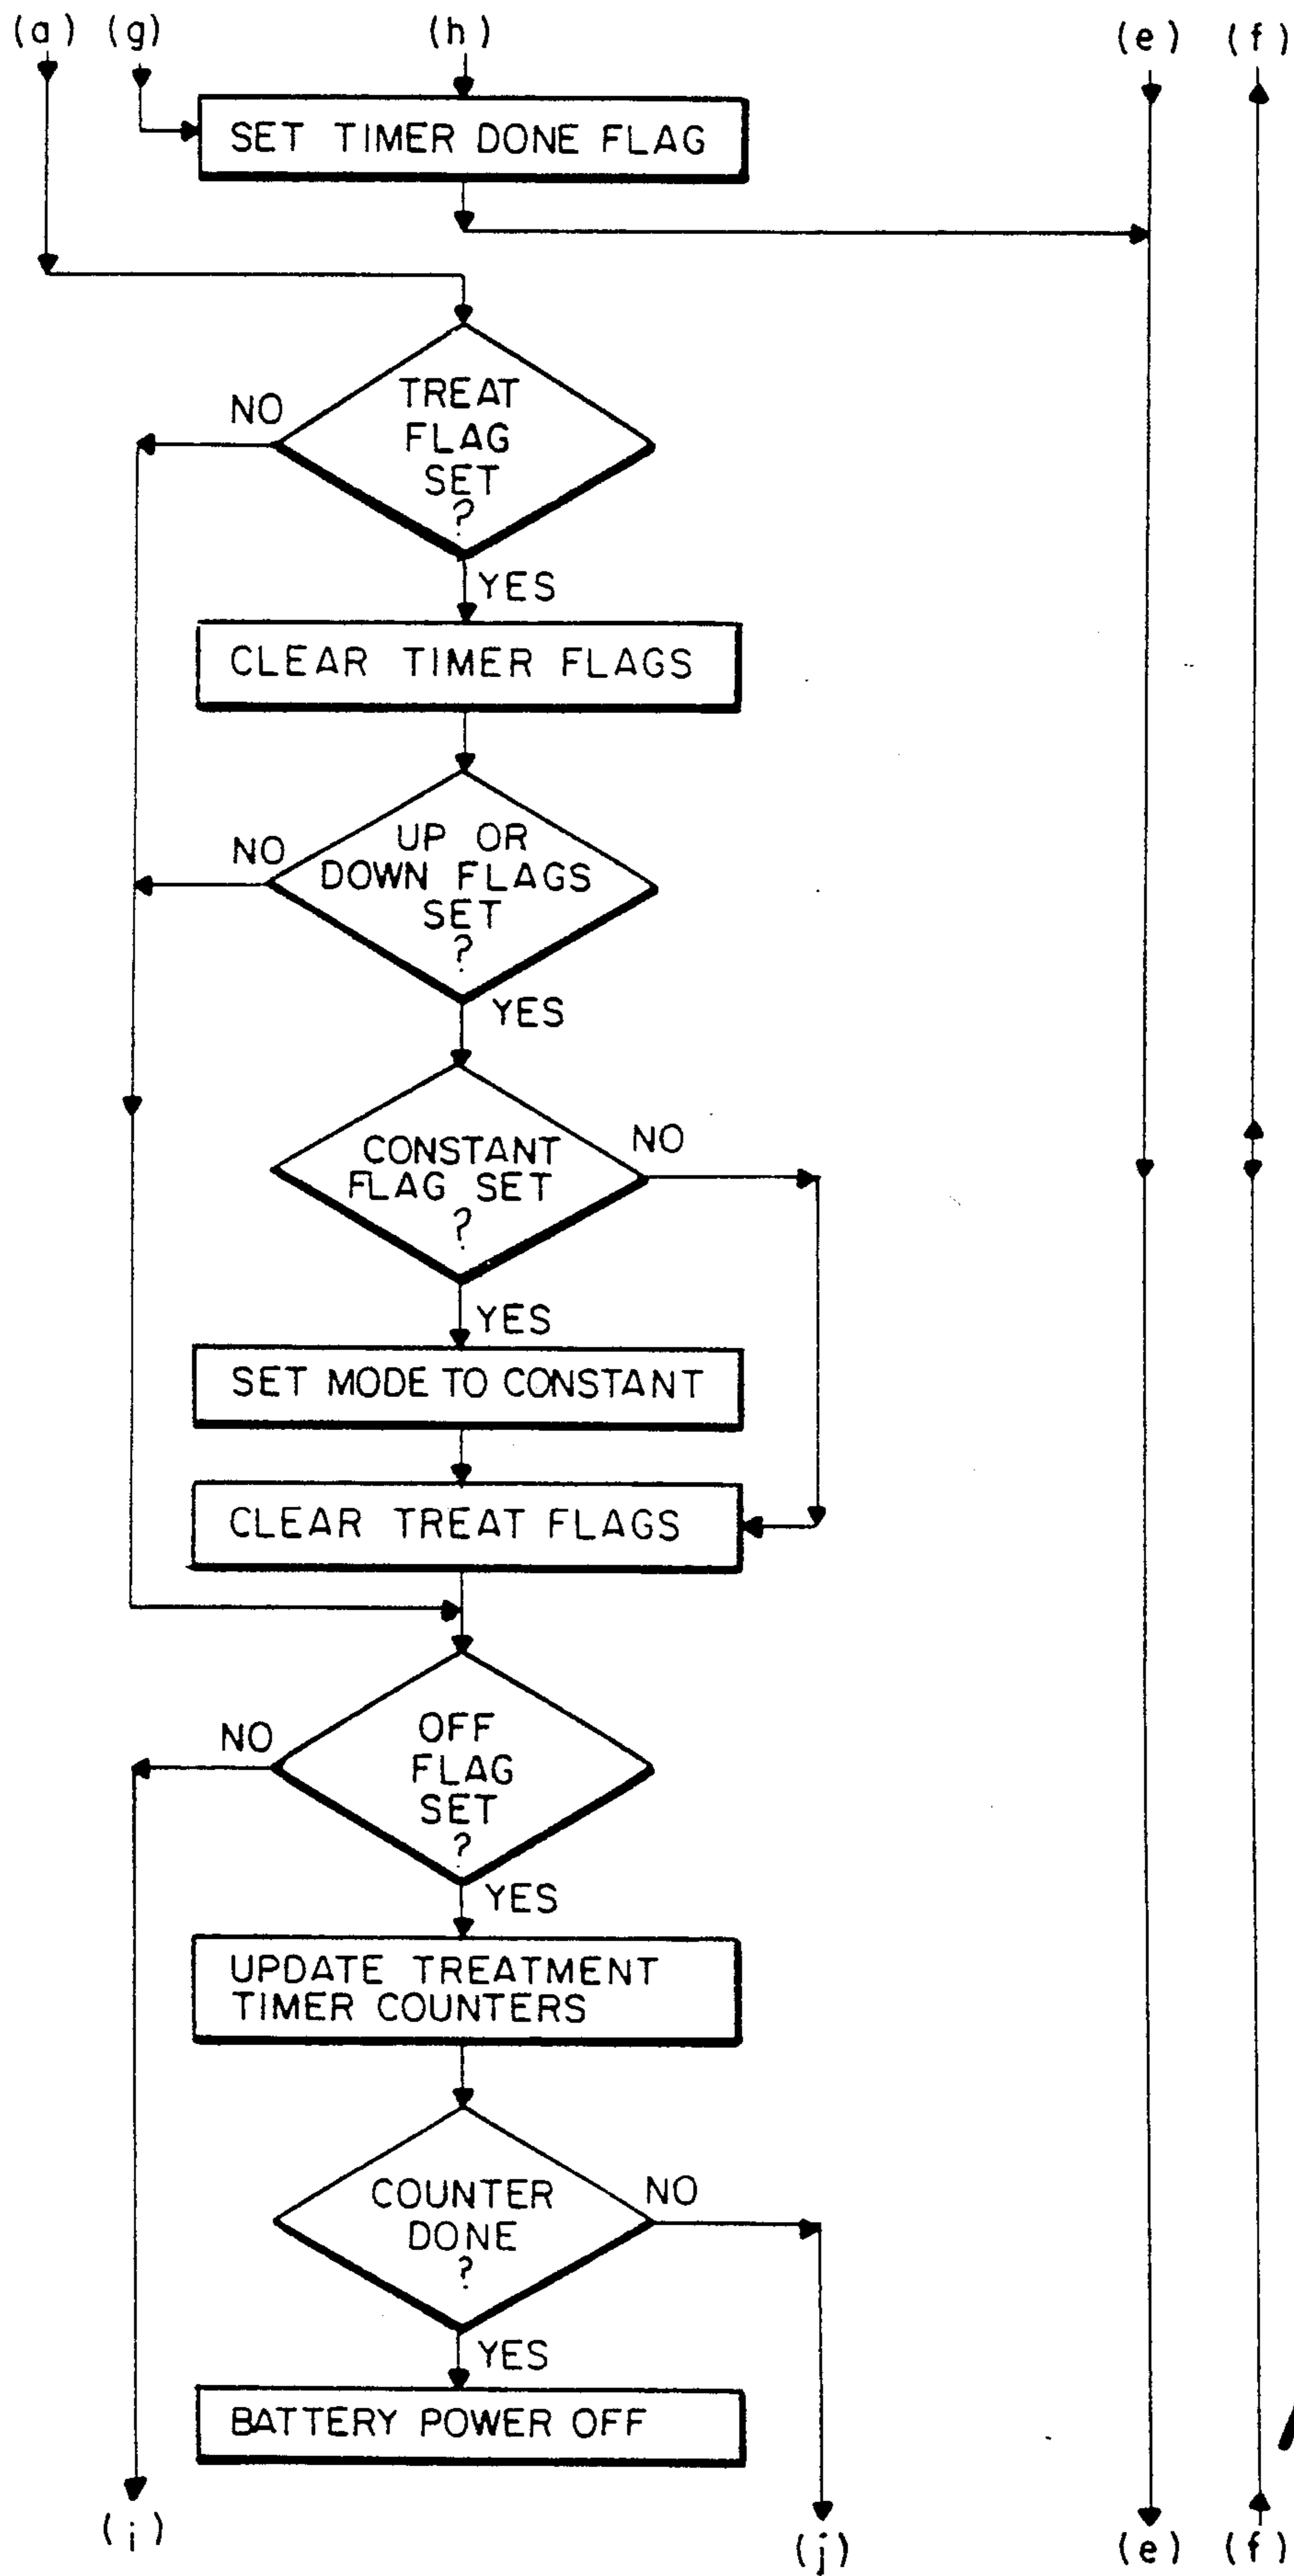 (a) (g) (h) (e) (f)
SET TIMER DONE FLAG
TREAT
FLAG
SET
?
NO
YES
CLEAR TIMER FLAGS
UP OR
DOWN FLAGS
SET
?
NO
YES
CONSTANT
FLAG SET
?
NO
YES
SET MODE TO CONSTANT
CLEAR TREAT FLAGS
OFF
FLAG
SET
?
NO
YES
UPDATE TREATMENT
TIMER COUNTERS
COUNTER
DONE
?
NO
YES
BATTERY POWER OFF
(i) (j) (e) (f)